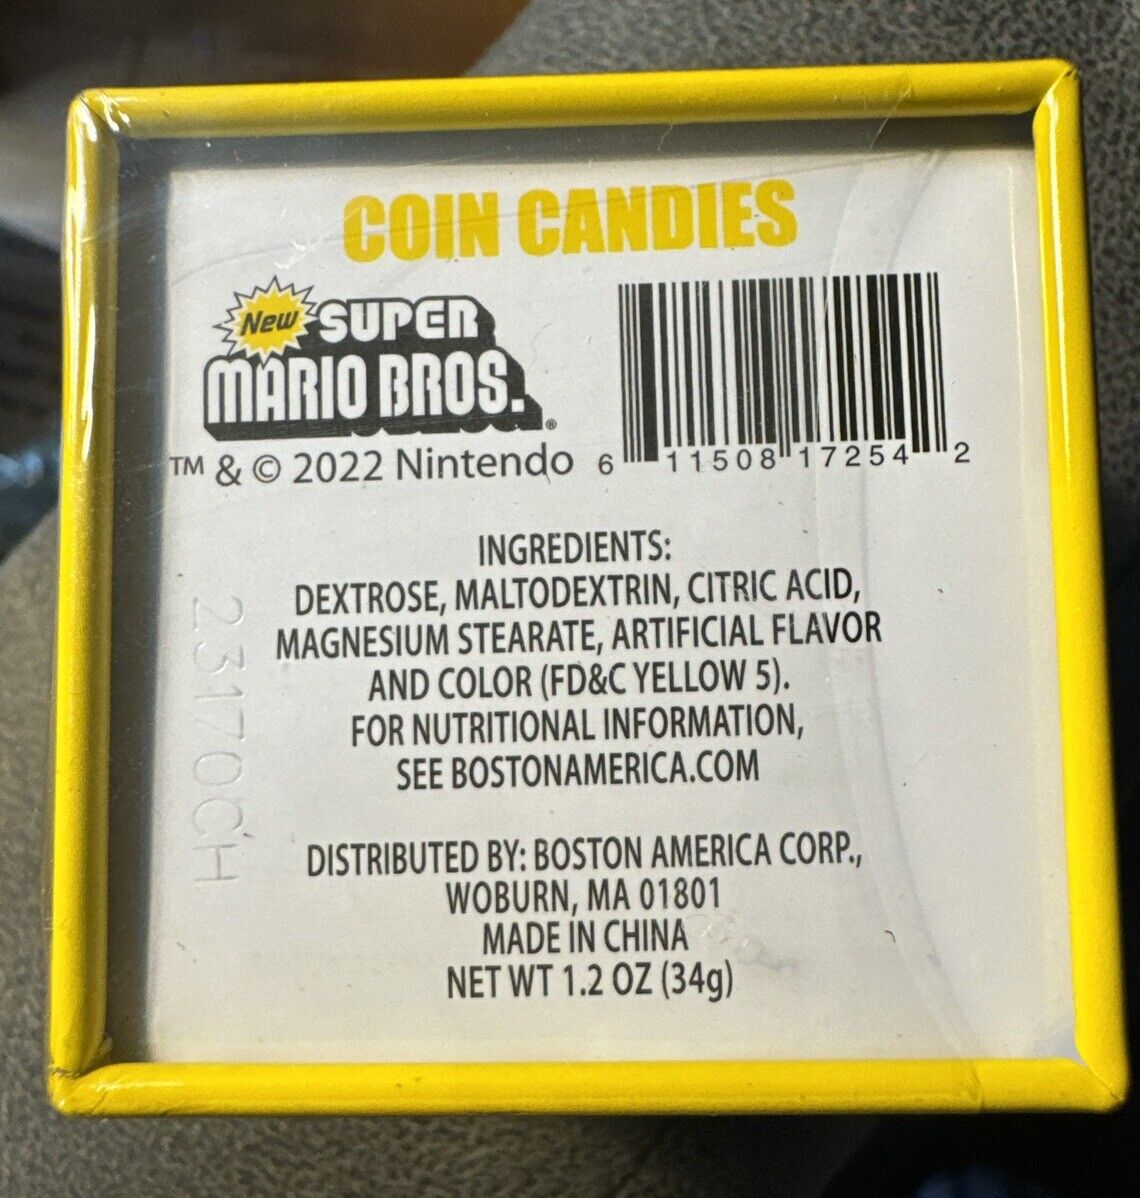 COIN CANDIES
New SUPER
MARIO BROS.®
TM & © 2022 Nintendo
6 11508 17254 2
INGREDIENTS:
DEXTROSE, MALTODEXTRIN, CITRIC ACID,
MAGNESIUM STEARATE, ARTIFICIAL FLAVOR
AND COLOR (FD&C YELLOW 5).
FOR NUTRITIONAL INFORMATION,
SEE BOSTONAMERICA.COM
23170CH
DISTRIBUTED BY: BOSTON AMERICA CORP.,
WOBURN, MA 01801
MADE IN CHINA
NET WT 1.2 OZ (34g)